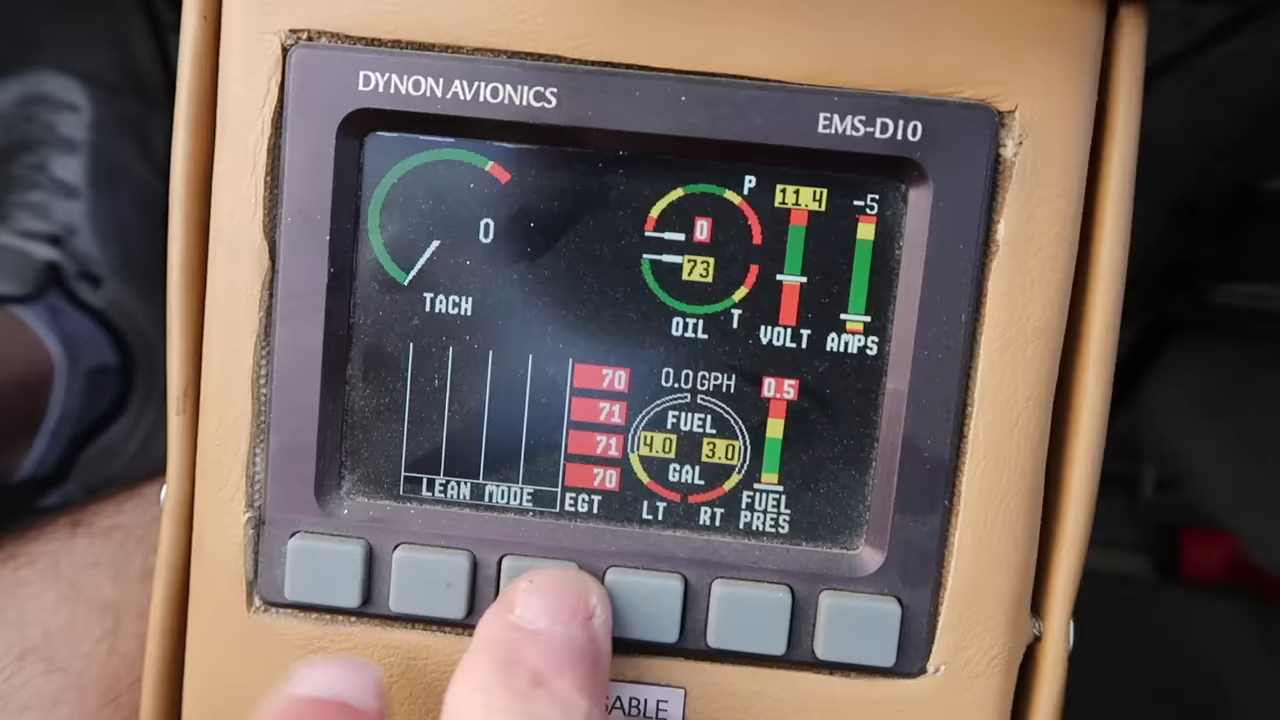 DYNON AVIONICS
EMS-D10
0
TACH
P
0
73
OIL
T
11.4
VOLT
-5
AMPS
LEAN MODE
70
71
71
70
EGT
0.0 GPH
FUEL
4.0 3.0
GAL
LT RT
0.5
FUEL
PRES
SABLE